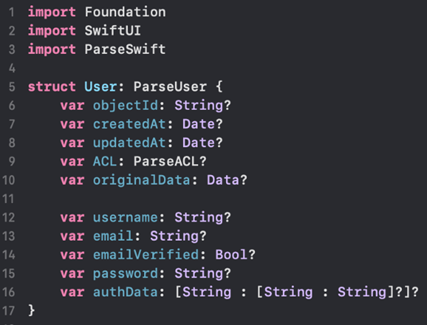 1 import Foundation
2 import SwiftUI
3 import ParseSwift
4
5 struct User: ParseUser {
6     var objectId: String?
7     var createdAt: Date?
8     var updatedAt: Date?
9     var ACL: ParseACL?
10     var originalData: Data?
11
12     var username: String?
13     var email: String?
14     var emailVerified: Bool?
15     var password: String?
16     var authData: [String : [String : String]?]?
17 }